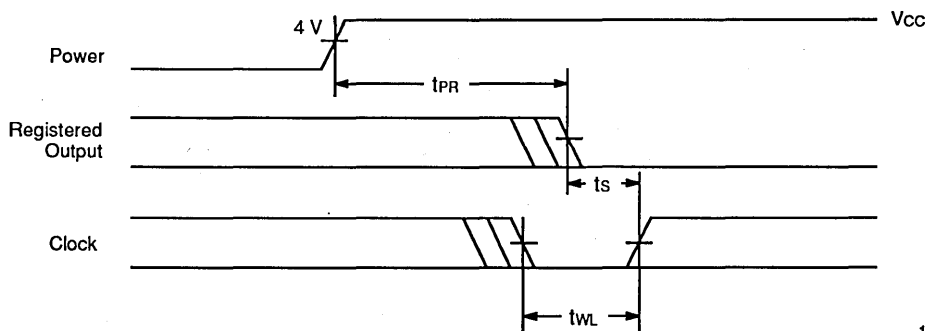 4 V
VCC
Power
tPR
Registered
Output
tS
Clock
tWL